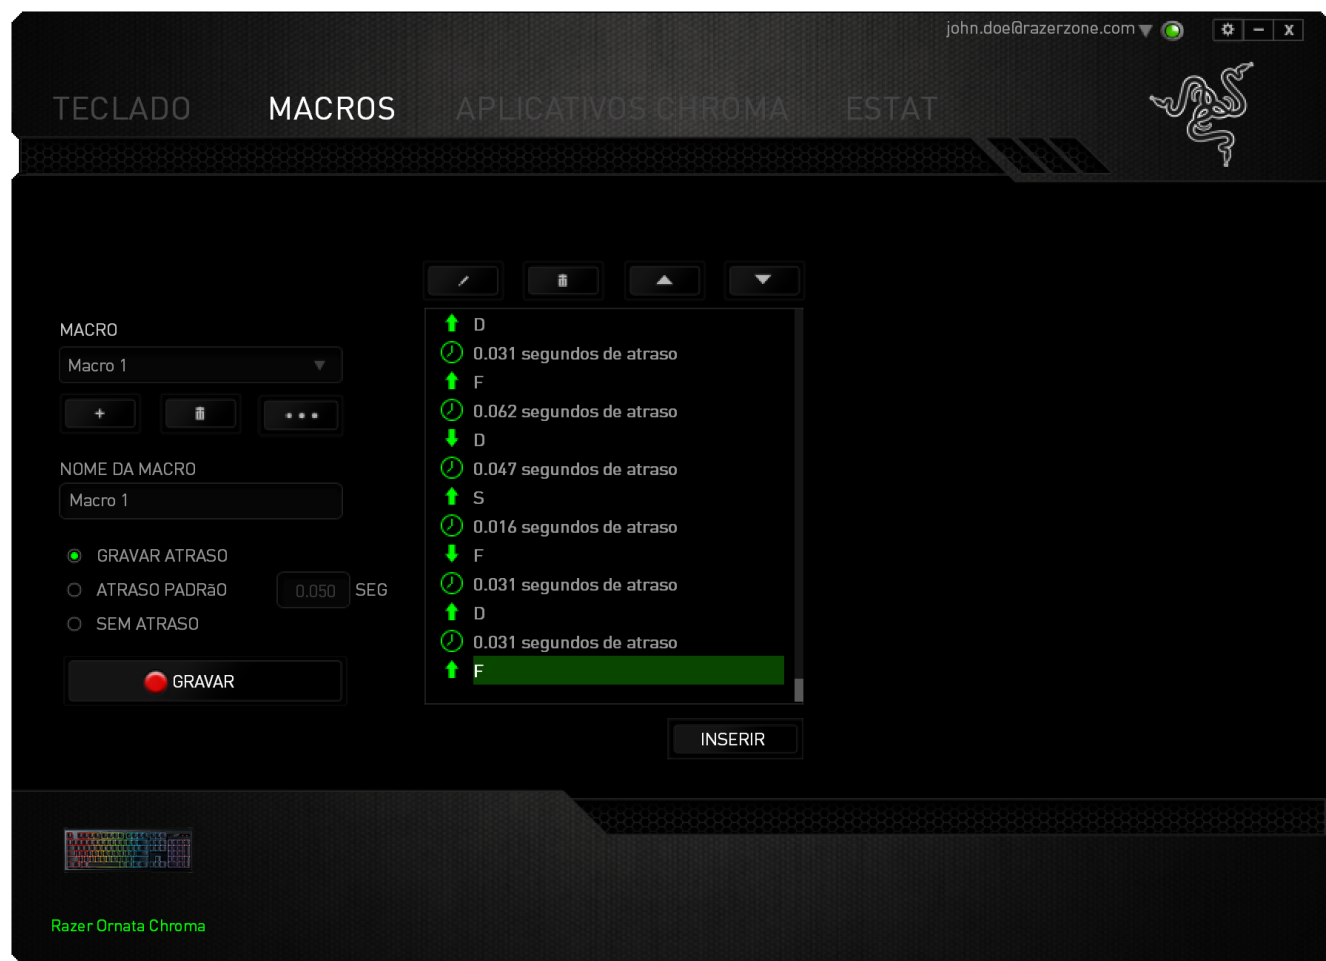 john.doe@razerzone.com
TECLADO MACROS APLICATIVOS CHROMA ESTAT
MACRO
Macro 1
NOME DA MACRO
Macro 1
GRAVAR ATRASO
ATRASO PADRãO 0.050 SEG
SEM ATRASO
GRAVAR
D
0.031 segundos de atraso
F
0.062 segundos de atraso
D
0.047 segundos de atraso
S
0.016 segundos de atraso
F
0.031 segundos de atraso
D
0.031 segundos de atraso
F
INSERIR
Razer Ornata Chroma